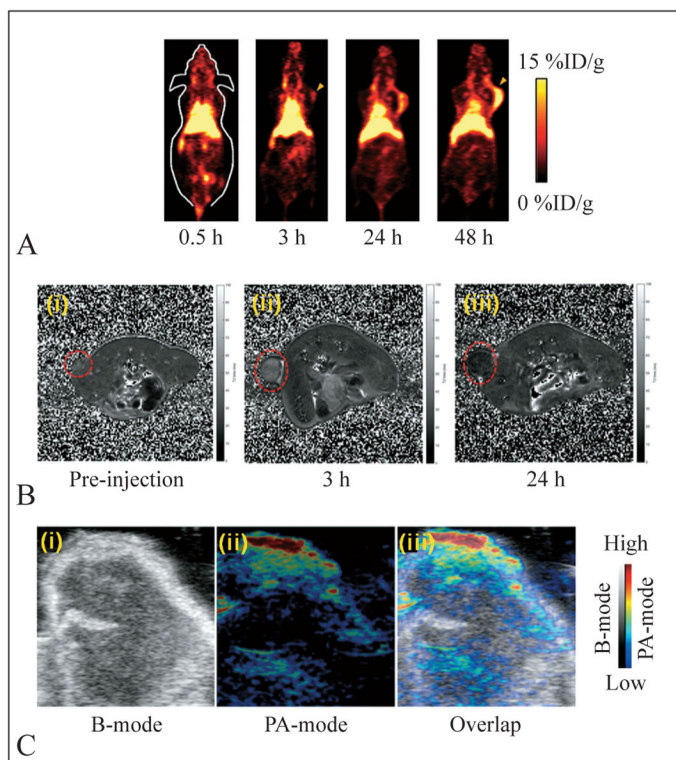 15 %ID/g
0 %ID/g
0.5 h 3 h 24 h 48 h
A
(i) (ii) (iii)
Pre-injection 3 h 24 h
B
(i) (ii) (iii)
High
B-mode
PA-mode
Low
B-mode PA-mode Overlap
C